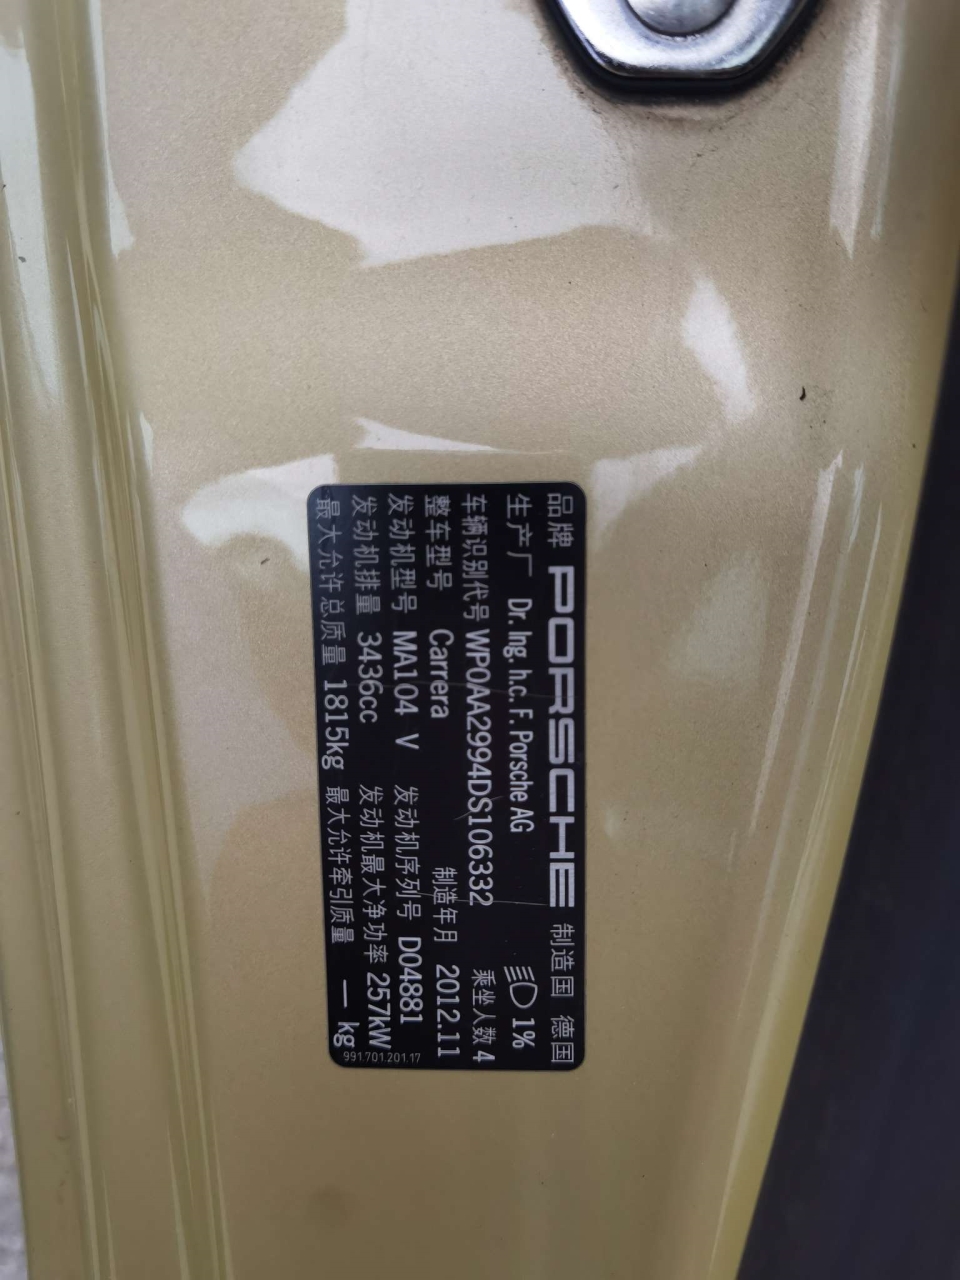 品牌 PORSCHE 制造国 德国
生产厂 Dr. Ing. h.c. F. Porsche AG 1%
车辆识别代号 WP0AA2994DS106332 乘坐人数 4
整车型号 Carrera 制造年月 2012.11
发动机型号 MA104 V 发动机序列号 D04881
发动机排量 3436cc 发动机最大净功率 257kW
最大允许总质量 1815kg 最大允许牵引质量 — kg
991.701.201.17